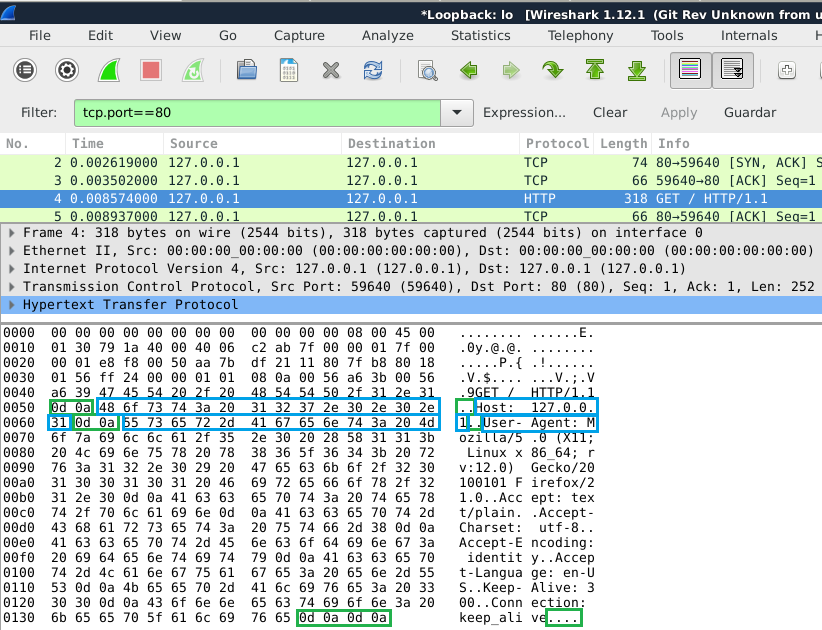 *Loopback: lo [Wireshark 1.12.1 (Git Rev Unknown from u
File Edit View Go Capture Analyze Statistics Telephony Tools Internals H
Filter: tcp.port==80 Expression... Clear Apply Guardar
No. Time Source Destination Protocol Length Info
2 0.002619000 127.0.0.1 127.0.0.1 TCP 74 80→59640 [SYN, ACK] S
3 0.003502000 127.0.0.1 127.0.0.1 TCP 66 59640→80 [ACK] Seq=1
4 0.008574000 127.0.0.1 127.0.0.1 HTTP 318 GET / HTTP/1.1
5 0.008937000 127.0.0.1 127.0.0.1 TCP 66 80→59640 [ACK] Seq=1
Frame 4: 318 bytes on wire (2544 bits), 318 bytes captured (2544 bits) on interface 0
Ethernet II, Src: 00:00:00_00:00:00 (00:00:00:00:00:00), Dst: 00:00:00_00:00:00 (00:00:00:00:00:00)
Internet Protocol Version 4, Src: 127.0.0.1 (127.0.0.1), Dst: 127.0.0.1 (127.0.0.1)
Transmission Control Protocol, Src Port: 59640 (59640), Dst Port: 80 (80), Seq: 1, Ack: 1, Len: 252
Hypertext Transfer Protocol
0000 00 00 00 00 00 00 00 00 00 00 00 00 08 00 45 00 ........ ......E.
0010 01 30 79 1a 40 00 40 06 c2 ab 7f 00 00 01 7f 00 .0y.@.@. ........
0020 00 01 e8 f8 00 50 aa 7b df 21 11 80 7f b8 80 18 .....P.{ .!......
0030 01 56 ff 24 00 00 01 01 08 0a 00 56 a6 3b 00 56 .V.$.... ...V.;.V
0040 a6 39 47 45 54 20 2f 20 48 54 54 50 2f 31 2e 31 .9GET / HTTP/1.1
0050 0d 0a 48 6f 73 74 3a 20 31 32 37 2e 30 2e 30 2e ..Host: 127.0.0.
0060 31 0d 0a 55 73 65 72 2d 41 67 65 6e 74 3a 20 4d 1..User- Agent: M
0070 6f 7a 69 6c 6c 61 2f 35 2e 30 20 28 58 31 31 3b ozilla/5 .0 (X11;
0080 20 4c 69 6e 75 78 20 78 38 36 5f 36 34 3b 20 72 Linux x 86_64; r
0090 76 3a 31 32 2e 30 29 20 47 65 63 6b 6f 2f 32 30 v:12.0) Gecko/20
00a0 31 30 30 31 30 31 20 46 69 72 65 66 6f 78 2f 32 100101 F irefox/2
00b0 31 2e 30 0d 0a 41 63 63 65 70 74 3a 20 74 65 78 1.0..Acc ept: tex
00c0 74 2f 70 6c 61 69 6e 0d 0a 41 63 63 65 70 74 2d t/plain. .Accept-
00d0 43 68 61 72 73 65 74 3a 20 75 74 66 2d 38 0d 0a Charset: utf-8..
00e0 41 63 63 65 70 74 2d 45 6e 63 6f 64 69 6e 67 3a Accept-E ncoding:
00f0 20 69 64 65 6e 74 69 74 79 0d 0a 41 63 63 65 70 identit y..Accep
0100 74 2d 4c 61 6e 67 75 61 67 65 3a 20 65 6e 2d 55 t-Langua ge: en-U
0110 53 0d 0a 4b 65 65 70 2d 41 6c 69 76 65 3a 20 33 S..Keep- Alive: 3
0120 30 30 0d 0a 43 6f 6e 6e 65 63 74 69 6f 6e 3a 20 00..Conn ection:
0130 6b 65 65 70 5f 61 6c 69 76 65 0d 0a 0d 0a keep_ali ve....